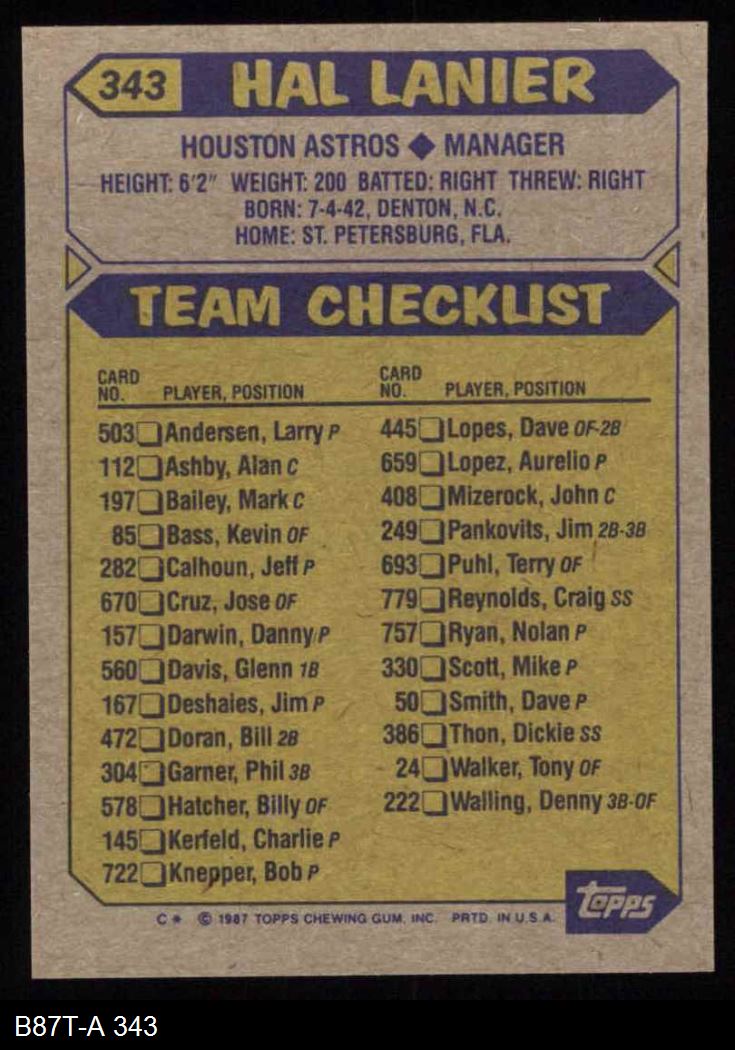 343
HAL LANIER
HOUSTON ASTROS ◆ MANAGER
HEIGHT: 6'2" WEIGHT: 200 BATTED: RIGHT THREW: RIGHT
BORN: 7-4-42, DENTON, N.C.
HOME: ST. PETERSBURG, FLA.
TEAM CHECKLIST
CARD
NO. PLAYER, POSITION
503 Andersen, Larry P
112 Ashby, Alan C
197 Bailey, Mark C
85 Bass, Kevin OF
282 Calhoun, Jeff P
670 Cruz, Jose OF
157 Darwin, Danny P
560 Davis, Glenn 1B
167 Deshaies, Jim P
472 Doran, Bill 2B
304 Garner, Phil 3B
578 Hatcher, Billy OF
145 Kerfeld, Charlie P
722 Knepper, Bob P
CARD
NO. PLAYER, POSITION
445 Lopes, Dave OF-2B
659 Lopez, Aurelio P
408 Mizerock, John C
249 Pankovits, Jim 2B-3B
693 Puhl, Terry OF
779 Reynolds, Craig SS
757 Ryan, Nolan P
330 Scott, Mike P
50 Smith, Dave P
386 Thon, Dickie SS
24 Walker, Tony OF
222 Walling, Denny 3B-OF
C * © 1987 TOPPS CHEWING GUM, INC. PRTD. IN U.S.A.
topps
B87T-A 343